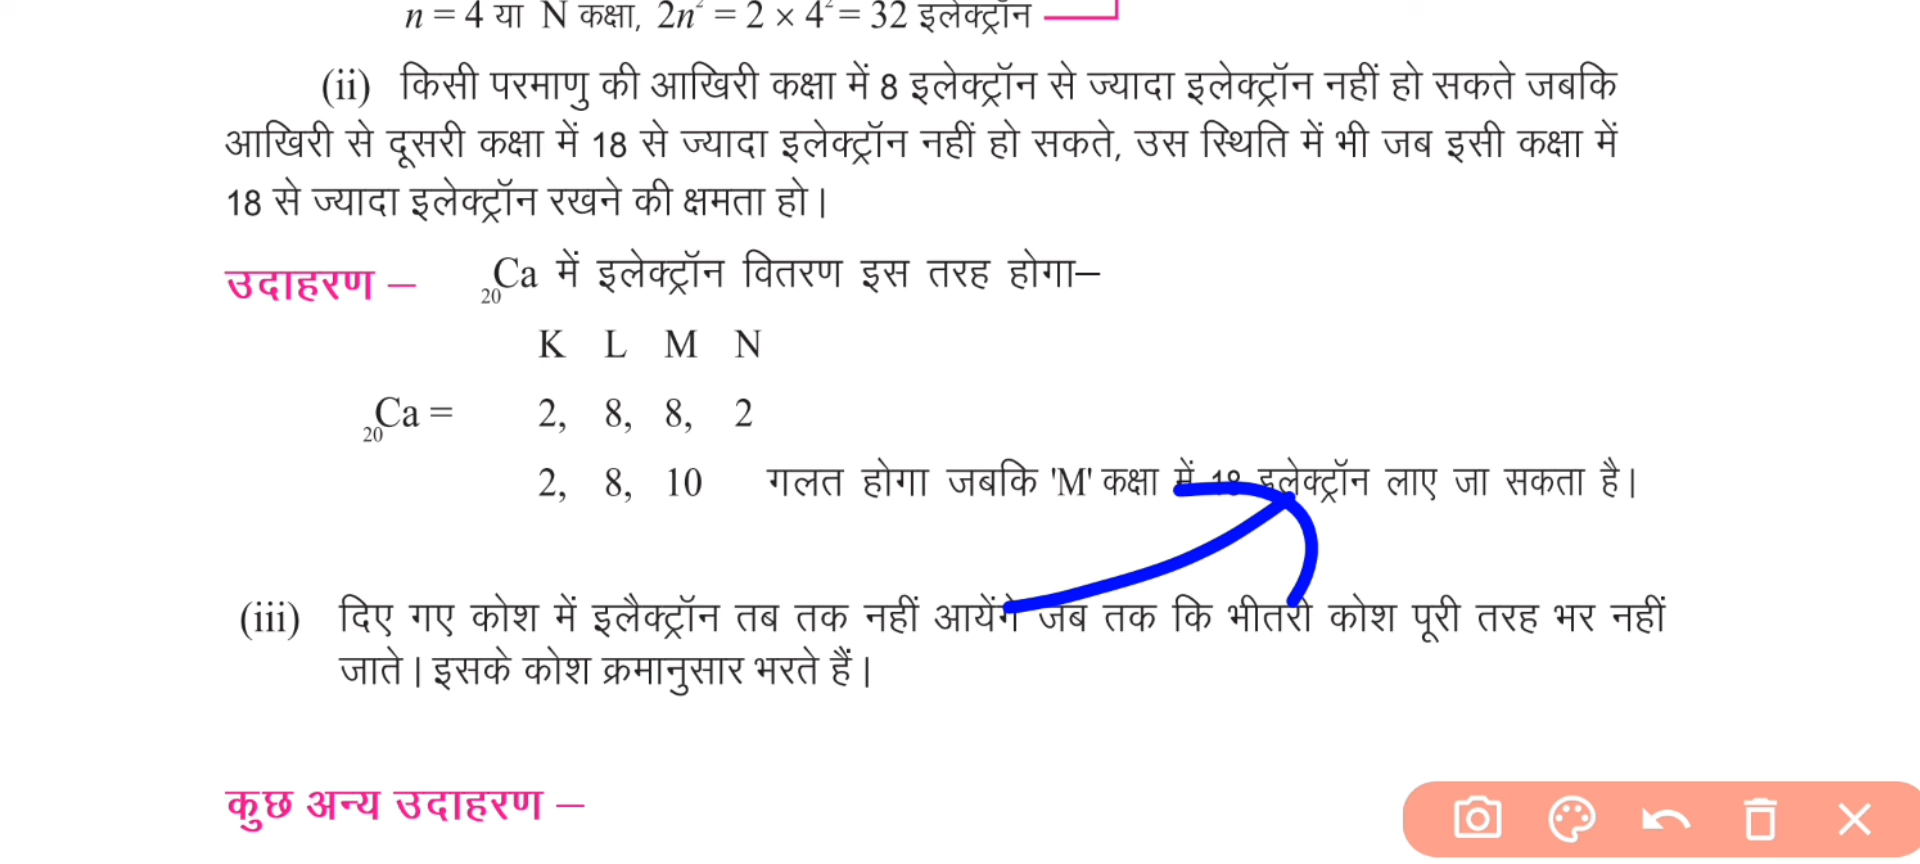 n = 4 या N कक्षा, 2n² = 2 × 4² = 32 इलेक्ट्रॉन
(ii) किसी परमाणु की आखिरी कक्षा में 8 इलेक्ट्रॉन से ज्यादा इलेक्ट्रॉन नहीं हो सकते जबकि
आखिरी से दूसरी कक्षा में 18 से ज्यादा इलेक्ट्रॉन नहीं हो सकते, उस स्थिति में भी जब इसी कक्षा में
18 से ज्यादा इलेक्ट्रॉन रखने की क्षमता हो।
उदाहरण – ₂₀Ca में इलेक्ट्रॉन वितरण इस तरह होगा–
K L M N
₂₀Ca = 2, 8, 8, 2
2, 8, 10 गलत होगा जबकि 'M' कक्षा में 18 इलेक्ट्रॉन लाए जा सकता है।
(iii) दिए गए कोश में इलैक्ट्रॉन तब तक नहीं आयेंगे जब तक कि भीतरी कोश पूरी तरह भर नहीं
जाते। इसके कोश क्रमानुसार भरते हैं।
कुछ अन्य उदाहरण –